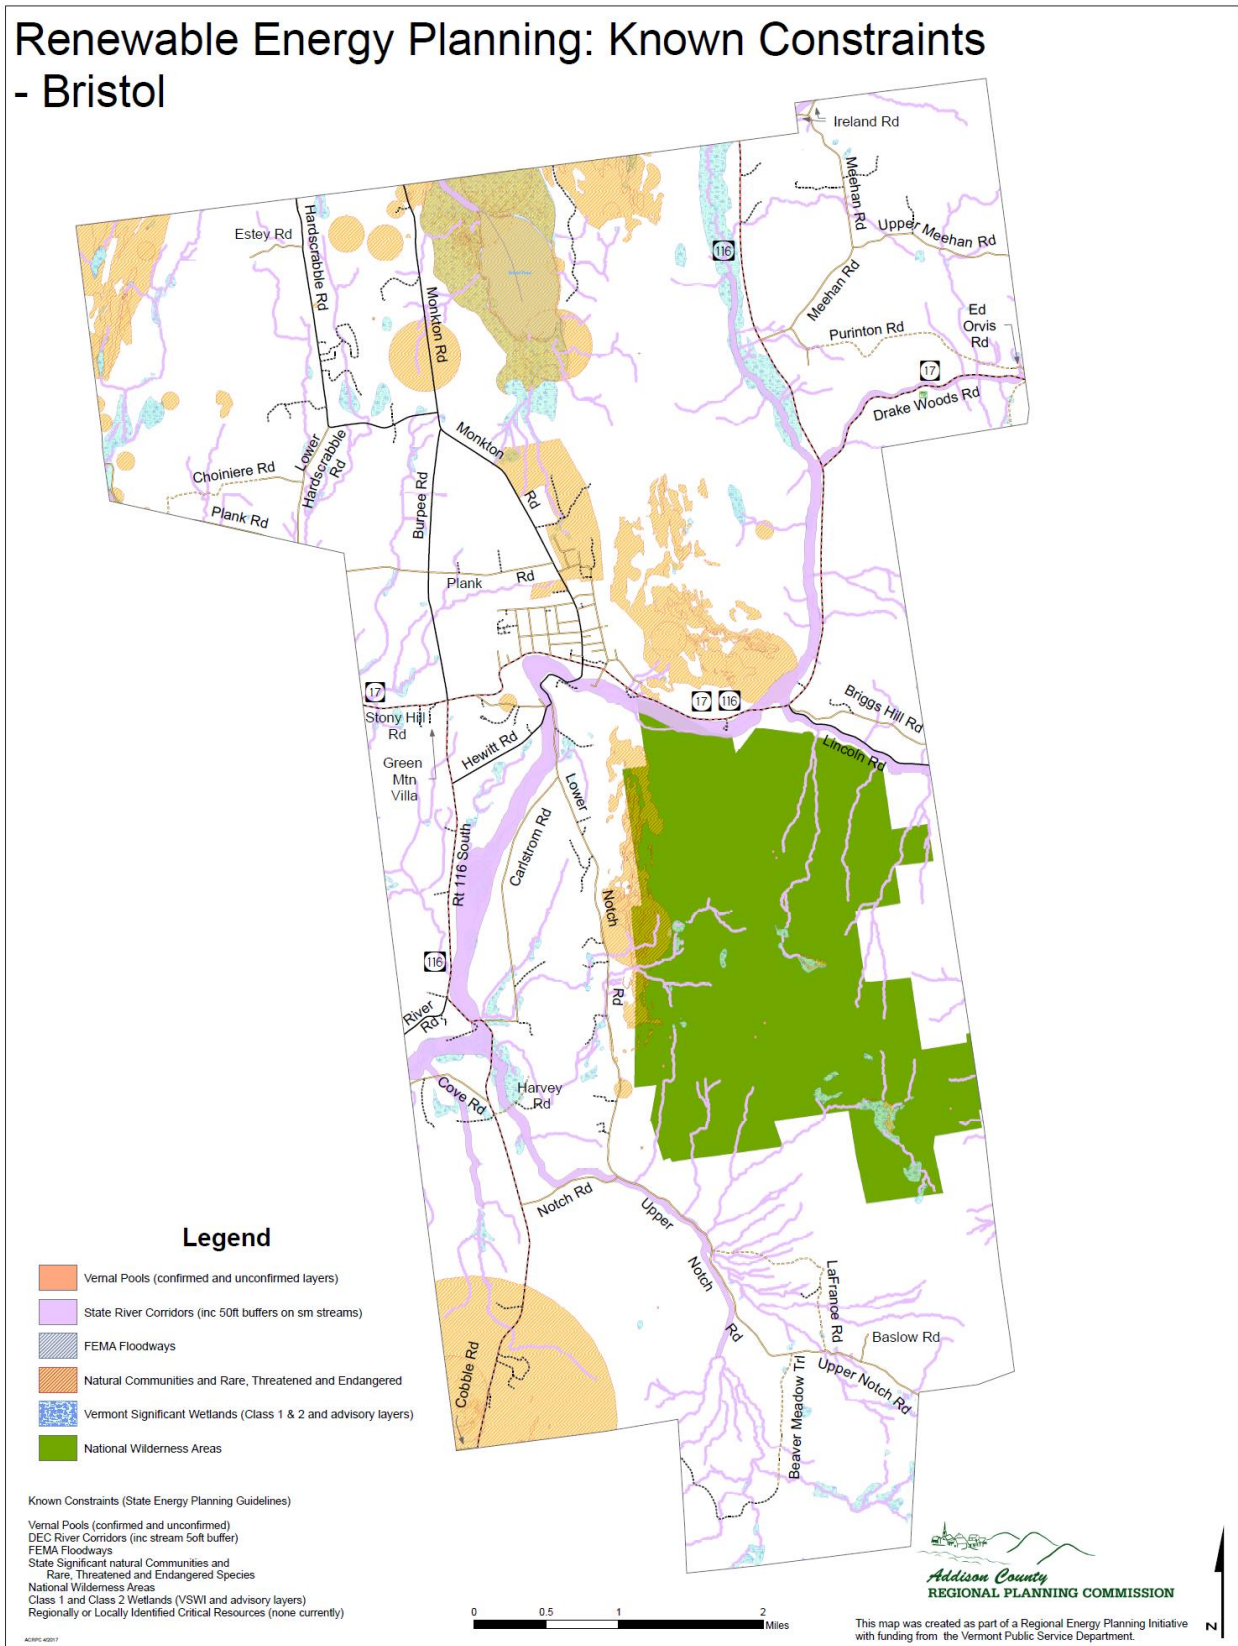 Renewable Energy Planning: Known Constraints
- Bristol
Ireland Rd
Meehan Rd
Upper Meehan Rd
Estey Rd
Hardscrabble Rd
116
Monkton Rd
Meehan Rd
Purinton Rd
Ed
Orvis
Rd
17
Drake Woods Rd
Monkton
Rd
Lower
Hardscrabble
Rd
Choiniere Rd
Burpee Rd
Plank Rd
Plank
Rd
17
17
116
Stony Hill
Rd
Briggs Hill Rd
Lincoln Rd
Hewitt Rd
Green
Mtn
Villa
Lower
Carlstrom Rd
Rt 116 South
Notch
116
Rd
River
Rd
Cove Rd
Harvey
Rd
Notch Rd
Upper
Notch
Rd
LaFrance Rd
Baslow Rd
Upper Notch Rd
Beaver Meadow Trl
Cobble Rd
Legend
Vernal Pools (confirmed and unconfirmed layers)
State River Corridors (inc 50ft buffers on sm streams)
FEMA Floodways
Natural Communities and Rare, Threatened and Endangered
Vermont Significant Wetlands (Class 1 & 2 and advisory layers)
National Wilderness Areas
Known Constraints (State Energy Planning Guidelines)
Vernal Pools (confirmed and unconfirmed)
DEC River Corridors (inc stream 5oft buffer)
FEMA Floodways
State Significant natural Communities and
Rare, Threatened and Endangered Species
National Wilderness Areas
Class 1 and Class 2 Wetlands (VSWI and advisory layers)
Regionally or Locally Identified Critical Resources (none currently)
ACRPC 4/2017
0 0.5 1 2
Miles
Addison County
REGIONAL PLANNING COMMISSION
This map was created as part of a Regional Energy Planning Initiative
with funding from the Vermont Public Service Department.
N